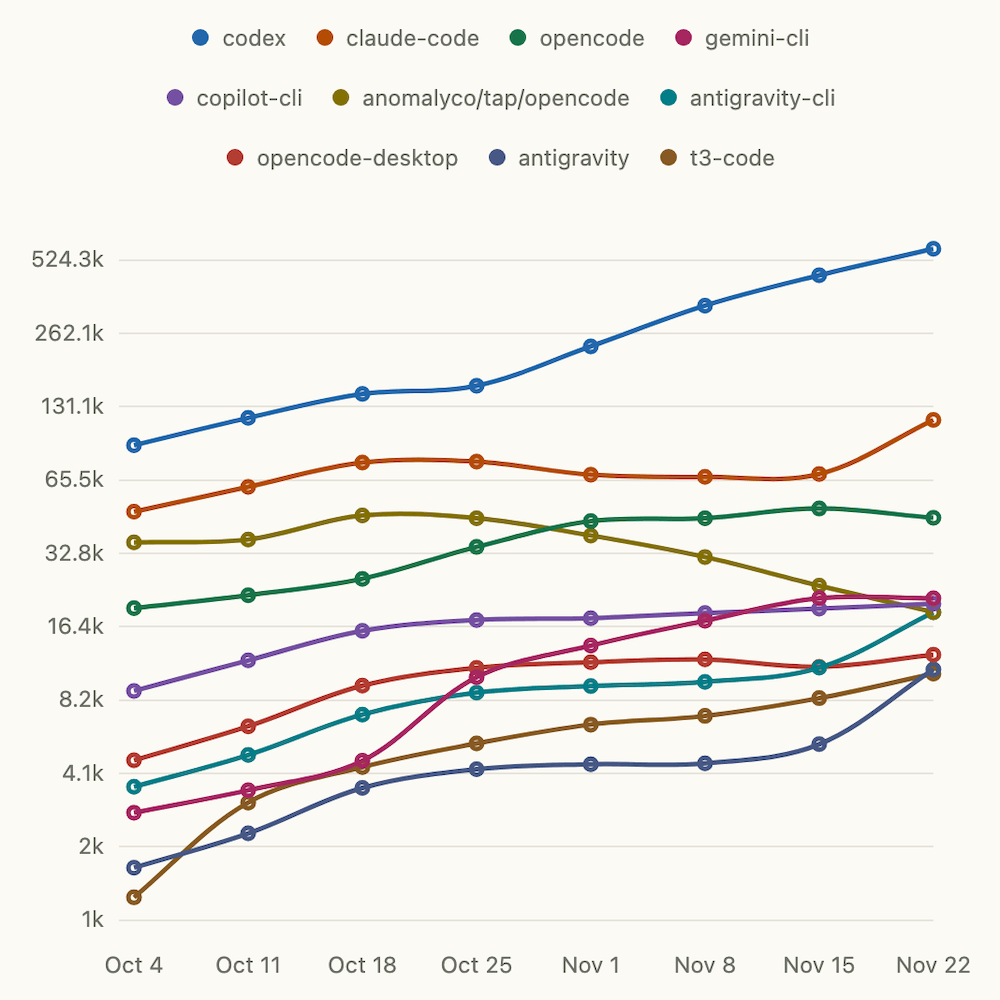 codex claude-code opencode gemini-cli
copilot-cli anomalyco/tap/opencode antigravity-cli
opencode-desktop antigravity t3-code
524.3k
262.1k
131.1k
65.5k
32.8k
16.4k
8.2k
4.1k
2k
1k
Oct 4 Oct 11 Oct 18 Oct 25 Nov 1 Nov 8 Nov 15 Nov 22